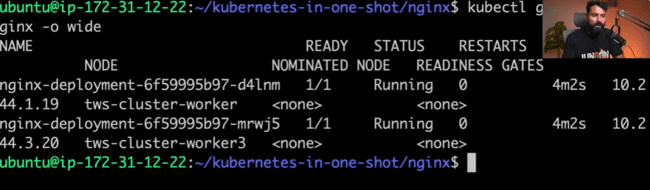 ubuntu@ip-172-31-12-22:~/kubernetes-in-one-shot/nginx$ kubectl g
ginx -o wide
NAME READY STATUS RESTARTS
NODE NOMINATED NODE READINESS GATES
nginx-deployment-6f59995b97-d4lnm 1/1 Running 0 4m2s 10.2
44.1.19 tws-cluster-worker <none> <none>
nginx-deployment-6f59995b97-mrwj5 1/1 Running 0 4m2s 10.2
44.3.20 tws-cluster-worker3 <none> <none>
ubuntu@ip-172-31-12-22:~/kubernetes-in-one-shot/nginx$